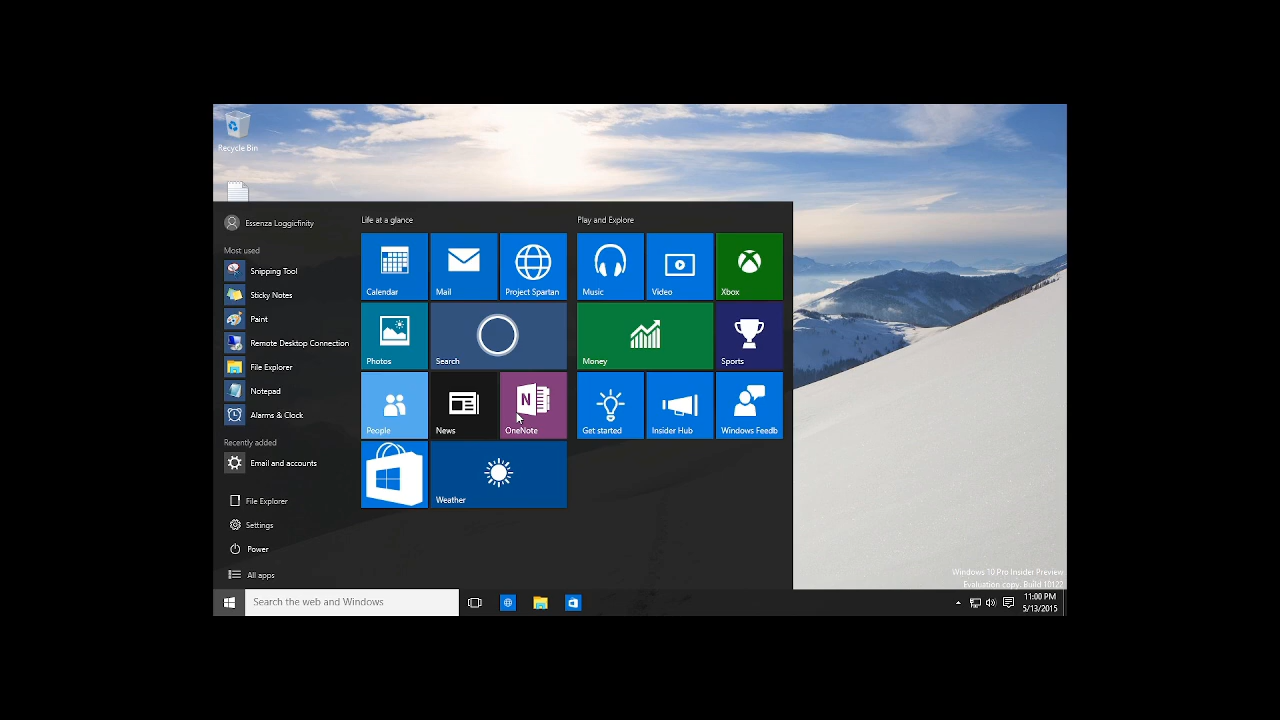 Recycle Bin
Essenza Loggicfinity
Most used
Snipping Tool
Sticky Notes
Paint
Remote Desktop Connection
File Explorer
Notepad
Alarms & Clock
Recently added
Email and accounts
File Explorer
Settings
Power
All apps
Life at a glance
Calendar
Mail
Project Spartan
Photos
Search
People
News
N
OneNote
Weather
Play and Explore
Music
Video
Xbox
Money
Sports
Get started
Insider Hub
Windows Feedb
Windows 10 Pro Insider Preview
Evaluation copy. Build 10122
Search the web and Windows
11:00 PM
5/13/2015